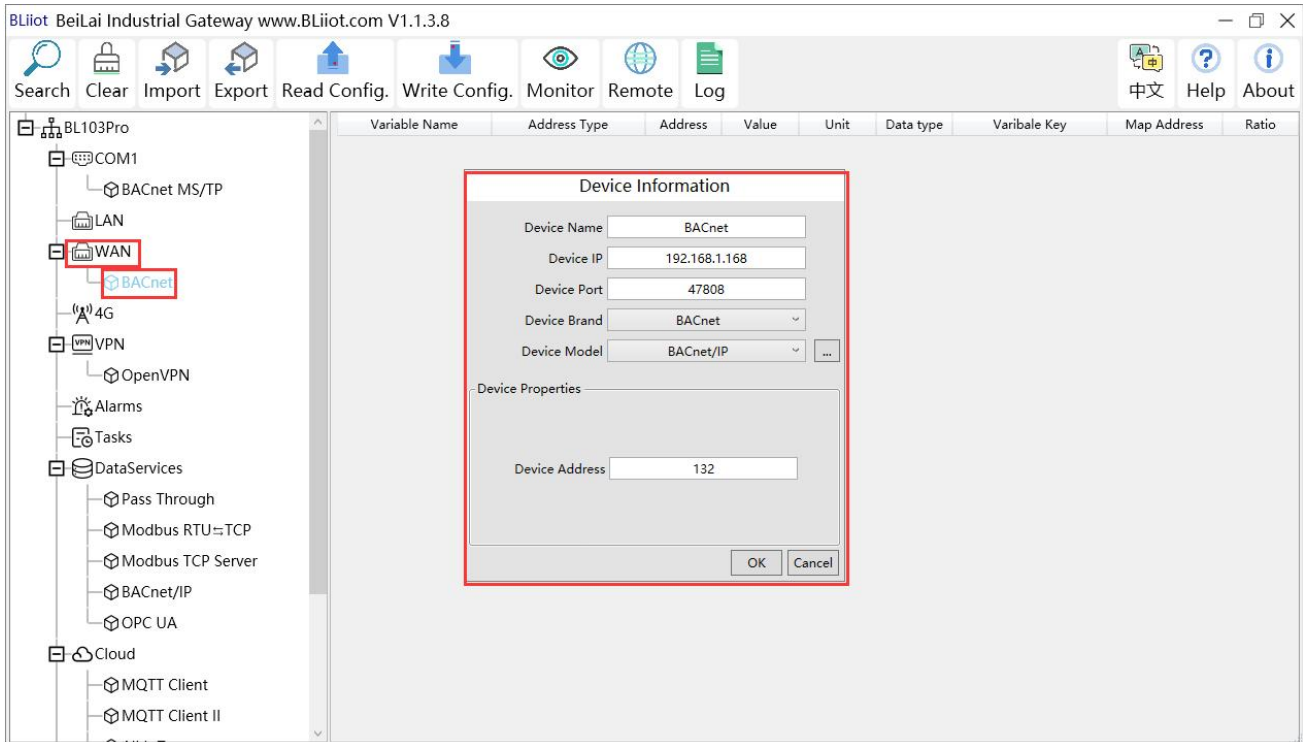 BLiiot BeiLai Industrial Gateway www.BLiiot.com V1.1.3.8
Search Clear Import Export Read Config. Write Config. Monitor Remote Log 中文 Help About
BL103Pro
COM1
BACnet MS/TP
LAN
WAN
BACnet
4G
VPN
VPN
OpenVPN
Alarms
Tasks
DataServices
Pass Through
Modbus RTU⇆TCP
Modbus TCP Server
BACnet/IP
OPC UA
Cloud
MQTT Client
MQTT Client II
Variable Name Address Type Address Value Unit Data type Varibale Key Map Address Ratio
Device Information
Device Name BACnet
Device IP 192.168.1.168
Device Port 47808
Device Brand BACnet
Device Model BACnet/IP ...
Device Properties
Device Address 132
OK Cancel